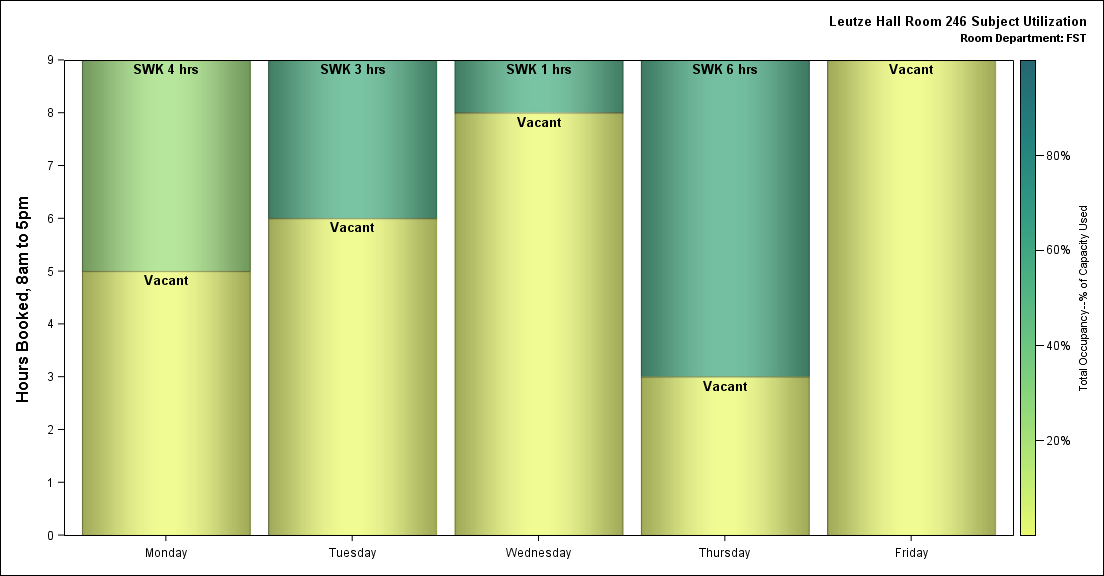 Leutze Hall Room 246 Subject Utilization
Room Department: FST
Hours Booked, 8am to 5pm
9
8
7
6
5
4
3
2
1
0
SWK 4 hrs
Vacant
SWK 3 hrs
Vacant
SWK 1 hrs
Vacant
SWK 6 hrs
Vacant
Vacant
Monday
Tuesday
Wednesday
Thursday
Friday
80%
60%
40%
20%
Total Occupancy--% of Capacity Used